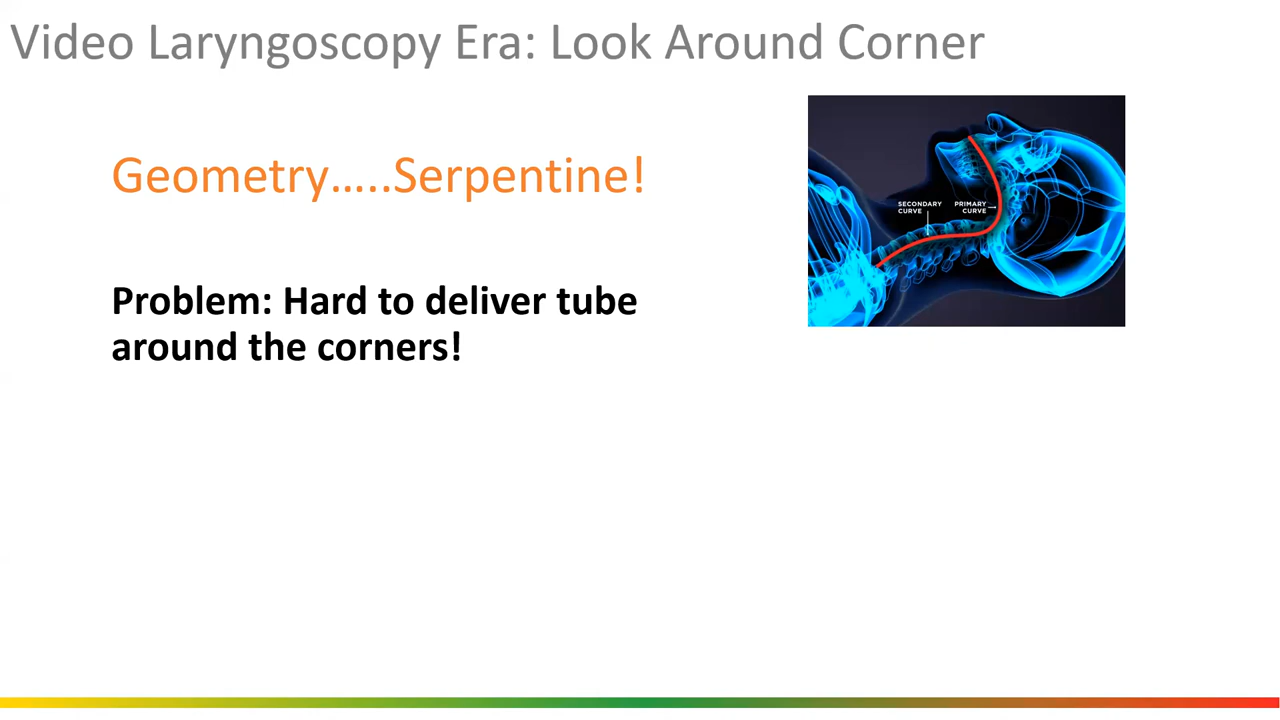 Video Laryngoscopy Era: Look Around Corner
Geometry…..Serpentine!
Problem: Hard to deliver tube
around the corners!
SECONDARY
CURVE
PRIMARY
CURVE